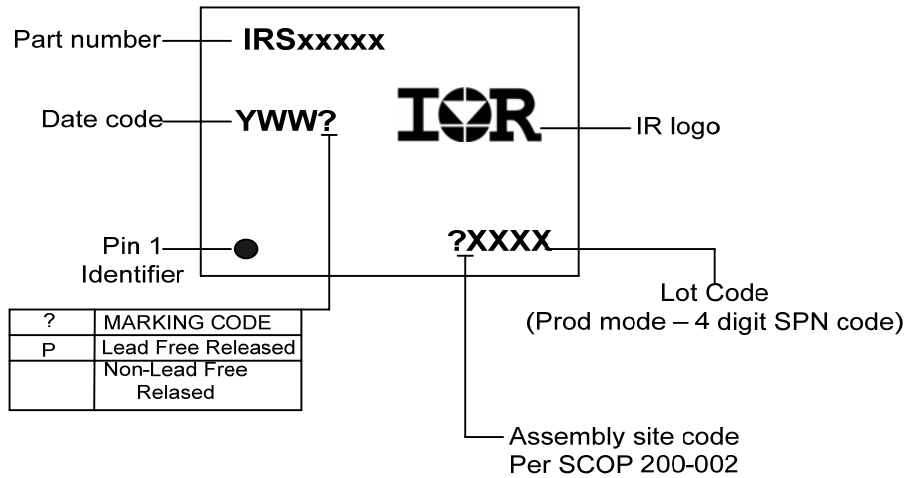 Part number
IRSxxxxx
Date code
YWW?
IOR
IR logo
Pin 1
Identifier
?XXXX
Lot Code
(Prod mode – 4 digit SPN code)
? MARKING CODE
P Lead Free Released
Non-Lead Free
Relased
Assembly site code
Per SCOP 200-002